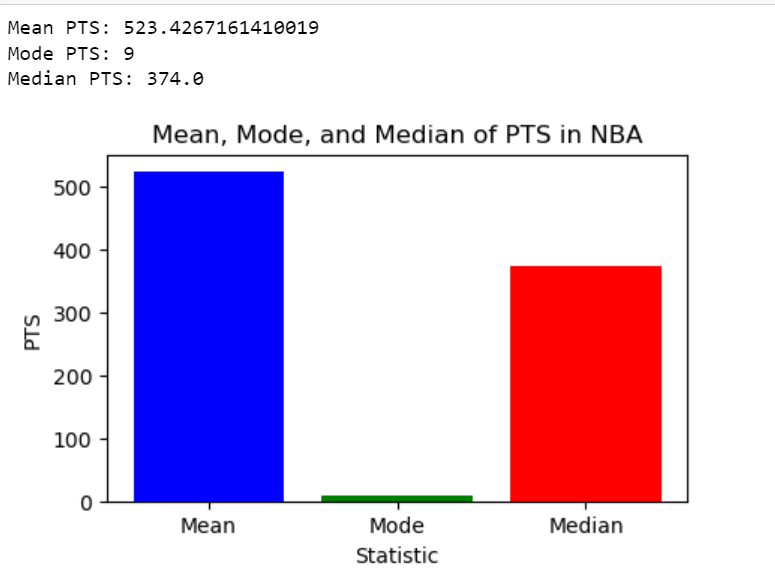 Mean PTS: 523.4267161410019
Mode PTS: 9
Median PTS: 374.0
Mean, Mode, and Median of PTS in NBA
500
400
300
200
100
0
PTS
Mean Mode Median
Statistic